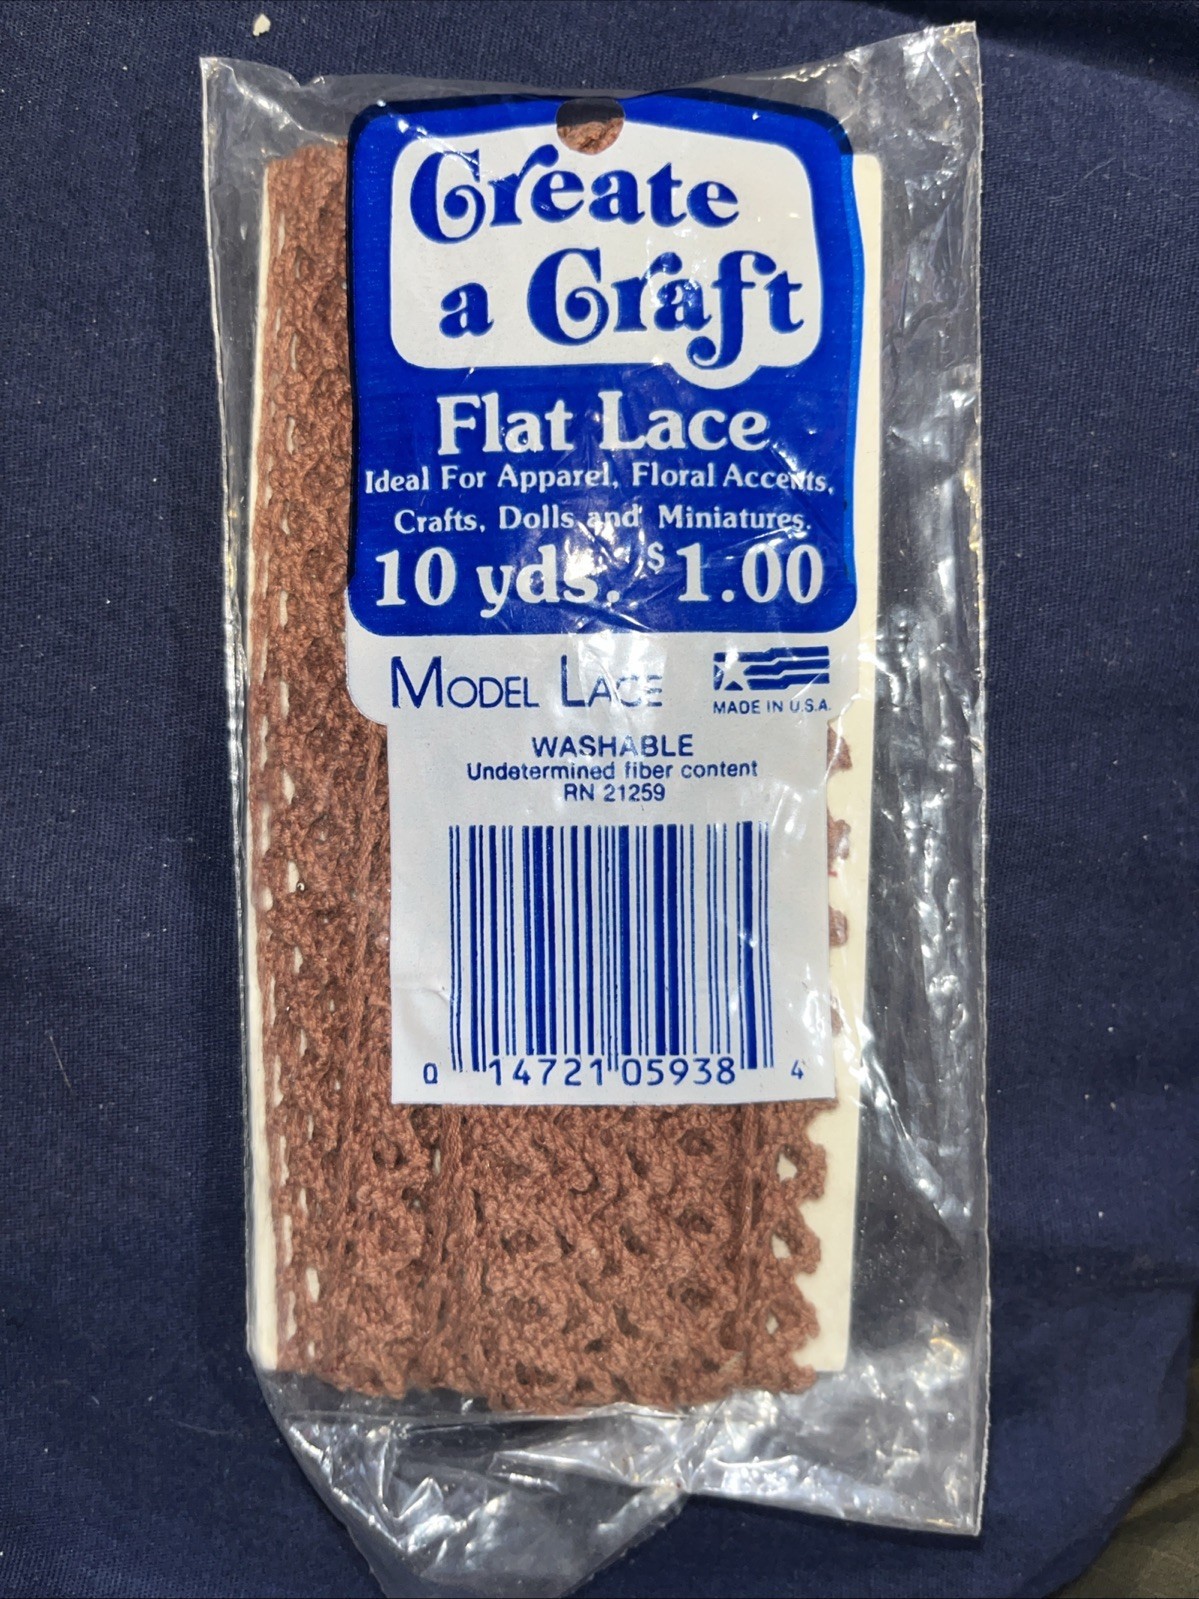 Create
a Craft
Flat Lace
Ideal For Apparel, Floral Accents,
Crafts, Dolls and Miniatures.
10 yds. $1.00
MODEL LACE
MADE IN U.S.A.
WASHABLE
Undetermined fiber content
RN 21259
0 14721 05938 4